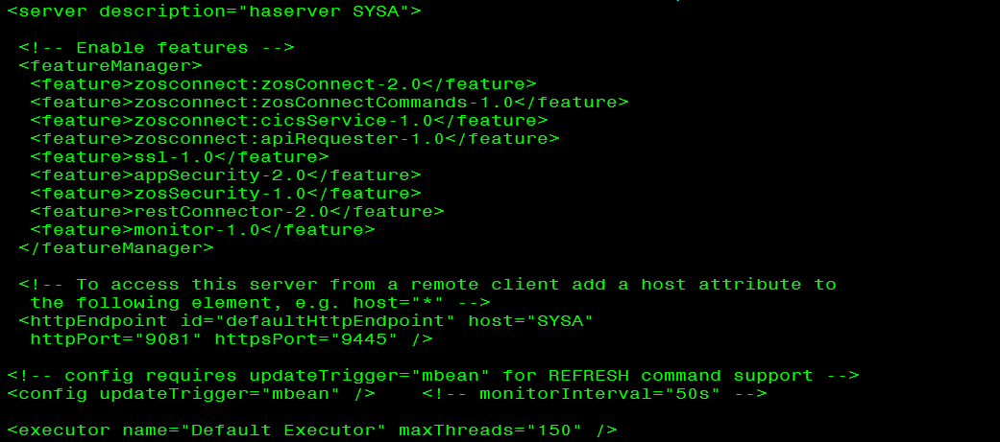 <server description="haserver SYSA">
<!-- Enable features -->
<featureManager>
<feature>zosconnect:zosConnect-2.0</feature>
<feature>zosconnect:zosConnectCommands-1.0</feature>
<feature>zosconnect:cicsService-1.0</feature>
<feature>zosconnect:apiRequester-1.0</feature>
<feature>ssl-1.0</feature>
<feature>appSecurity-2.0</feature>
<feature>zosSecurity-1.0</feature>
<feature>restConnector-2.0</feature>
<feature>monitor-1.0</feature>
</featureManager>
<!-- To access this server from a remote client add a host attribute to
the following element, e.g. host="*" -->
<httpEndpoint id="defaultHttpEndpoint" host="SYSA"
httpPort="9081" httpsPort="9445" />
<!-- config requires updateTrigger="mbean" for REFRESH command support -->
<config updateTrigger="mbean" />    <!-- monitorInterval="50s" -->
<executor name="Default Executor" maxThreads="150" />